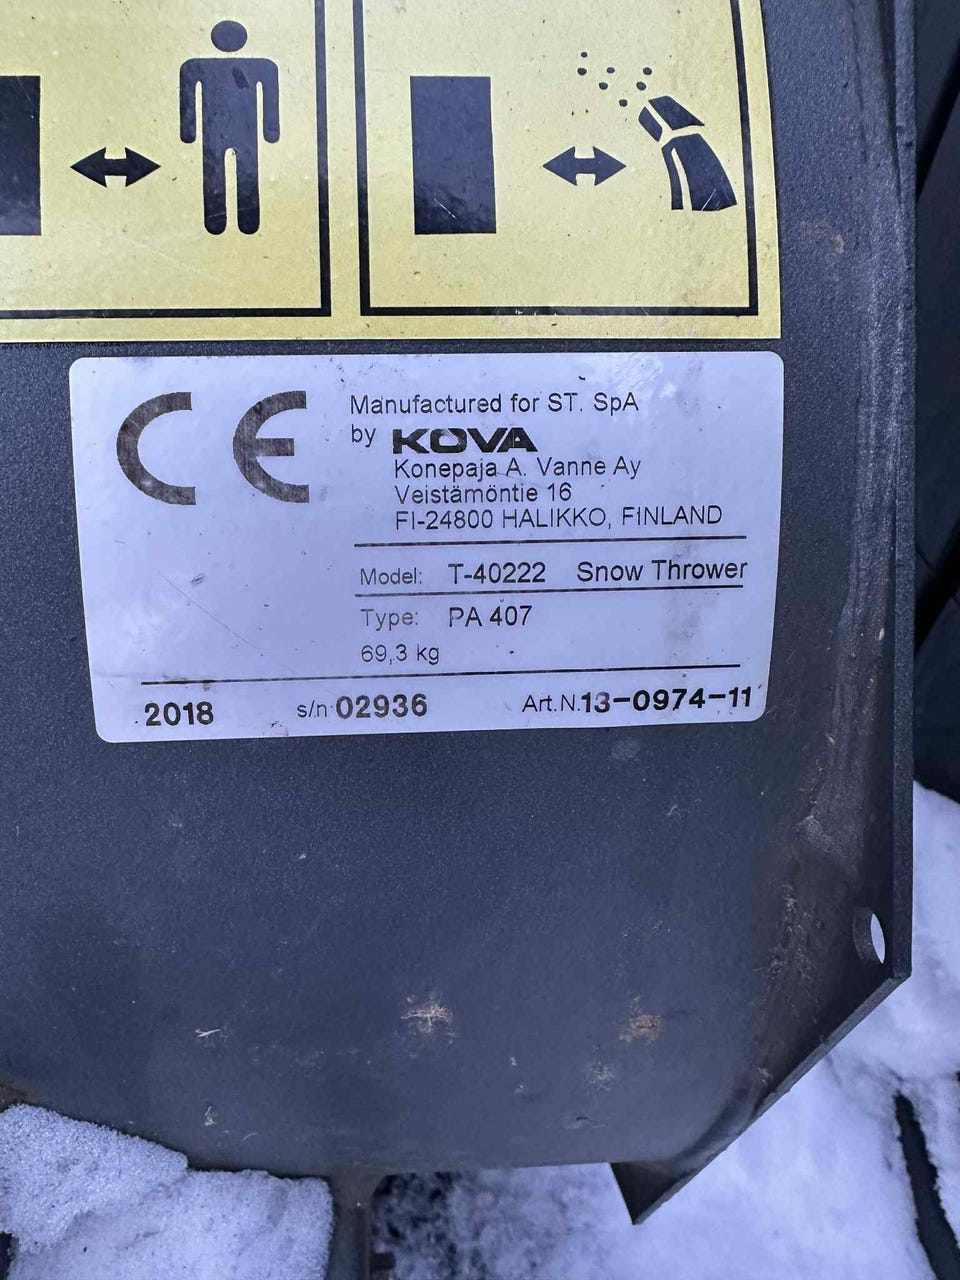 CE
Manufactured for ST. SpA
by KOVA
Konepaja A. Vanne Ay
Veistämöntie 16
FI-24800 HALIKKO, FINLAND
Model: T-40222 Snow Thrower
Type: PA 407
69,3 kg
2018 s/n 02936 Art.N.13-0974-11